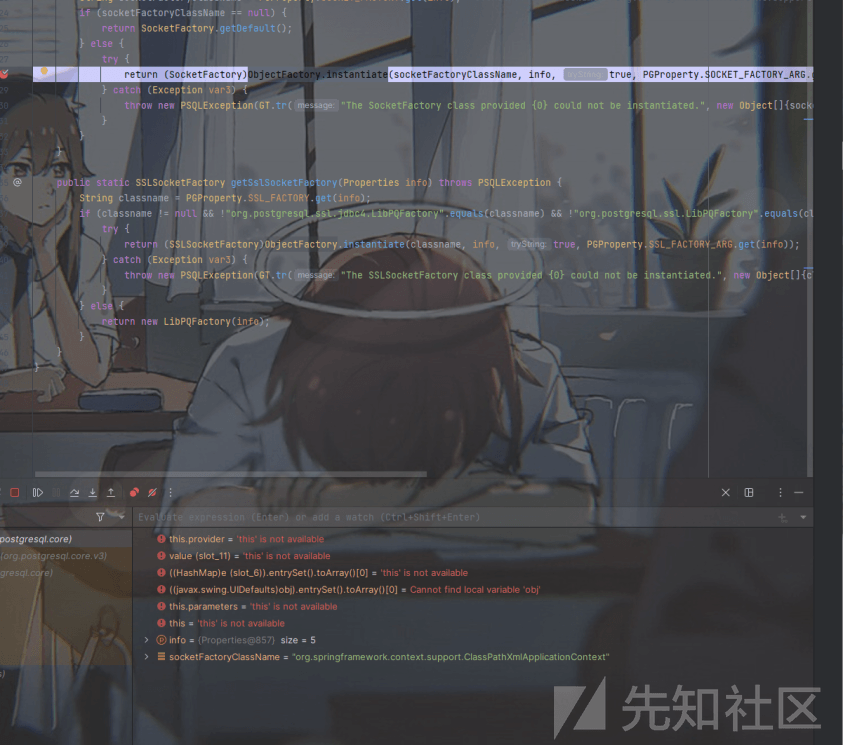 if (socketFactoryClassName == null) {
return SocketFactory.getDefault();
} else {
try {
return (SocketFactory)ObjectFactory.instantiate(socketFactoryClassName, info, tryString: true, PGProperty.SOCKET_FACTORY_ARG.
} catch (Exception var3) {
throw new PSQLException(GT.tr( message: "The SocketFactory class provided {0} could not be instantiated.", new Object[]{sock
}
}
}
public static SSLSocketFactory getSslSocketFactory(Properties info) throws PSQLException {
String classname = PGProperty.SSL_FACTORY.get(info);
if (classname != null && !"org.postgresql.ssl.jdbc4.LibPQFactory".equals(classname) && !"org.postgresql.ssl.LibPQFactory".equals(cl
try {
return (SSLSocketFactory)ObjectFactory.instantiate(classname, info, tryString: true, PGProperty.SSL_FACTORY_ARG.get(info));
} catch (Exception var3) {
throw new PSQLException(GT.tr( message: "The SSLSocketFactory class provided {0} could not be instantiated.", new Object[]{c
}
} else {
return new LibPQFactory(info);
}
}
}
Evaluate expression (Enter) or add a watch (Ctrl+Shift+Enter)
postgresql.core)
(org.postgresql.core.v3)
gresql.core)
this.provider = 'this' is not available
value (slot_11) = 'this' is not available
((HashMap)e (slot_6)).entrySet().toArray()[0] = 'this' is not available
((javax.swing.UIDefaults)obj).entrySet().toArray()[0] = Cannot find local variable 'obj'
this.parameters = 'this' is not available
this = 'this' is not available
info = {Properties@857} size = 5
socketFactoryClassName = "org.springframework.context.support.ClassPathXmlApplicationContext"
先知社区